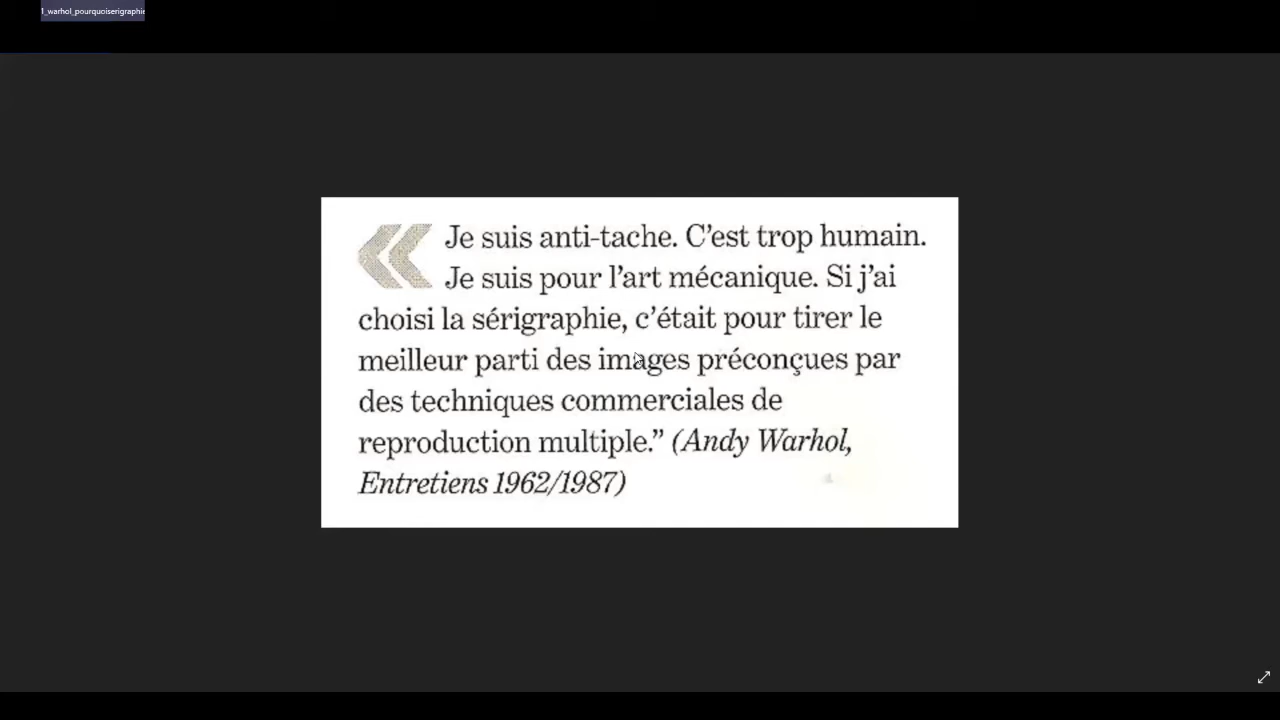 1_warhol_pourquoiserigraphie
« Je suis anti-tache. C’est trop humain.
Je suis pour l’art mécanique. Si j’ai
choisi la sérigraphie, c’était pour tirer le
meilleur parti des images préconçues par
des techniques commerciales de
reproduction multiple.” (Andy Warhol,
Entretiens 1962/1987)